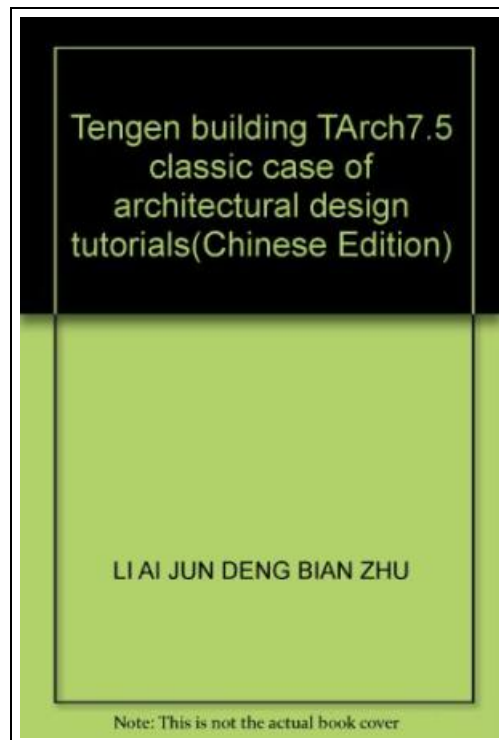 Tengen building TArch7.5
classic case of
architectural design
tutorials(Chinese Edition)
LI AI JUN DENG BIAN ZHU
Note: This is not the actual book cover